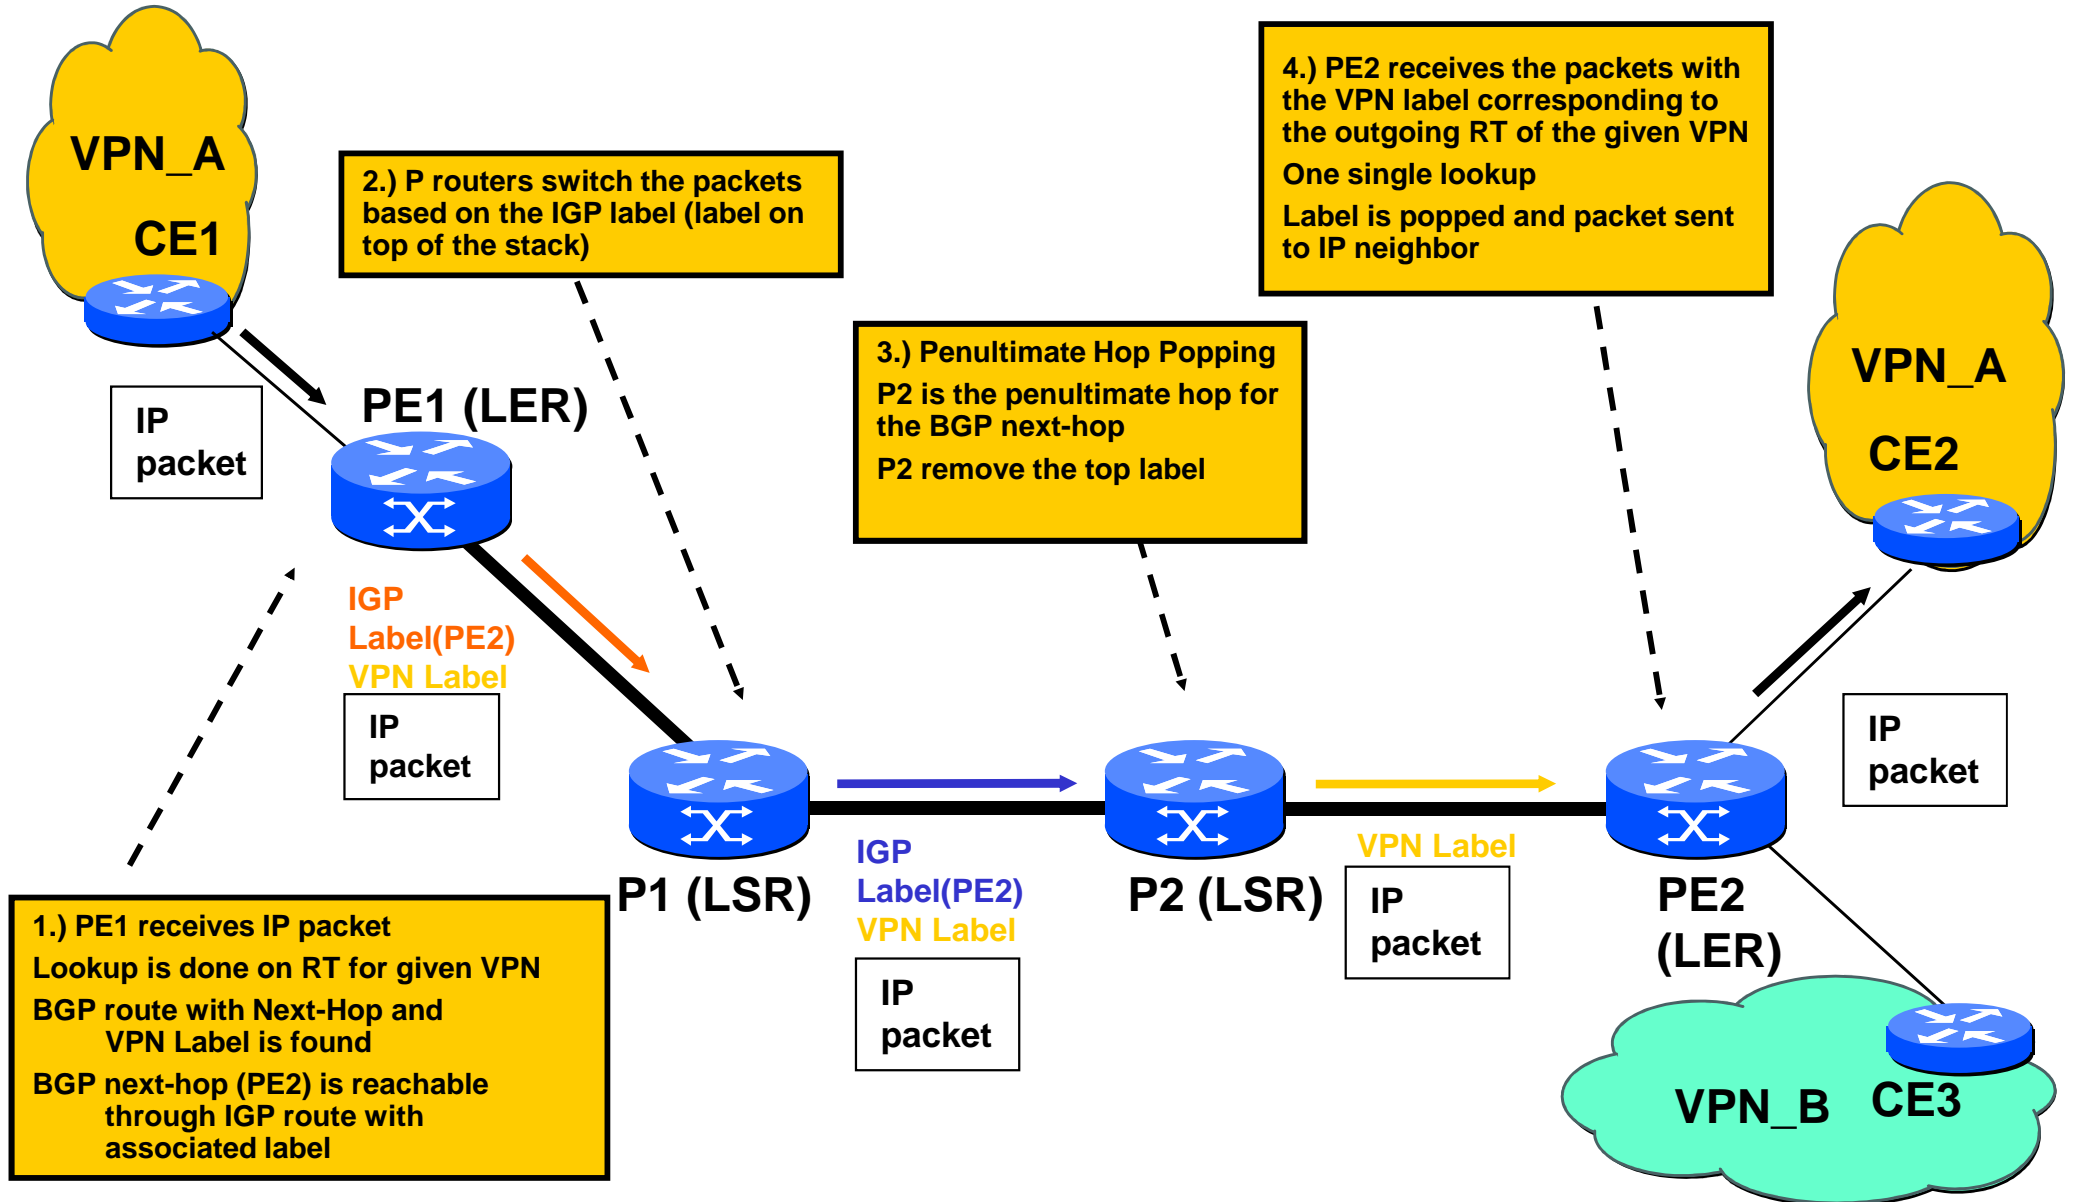 VPN_A
CE1
IP
packet
PE1 (LER)
2.) P routers switch the packets
based on the IGP label (label on
top of the stack)
3.) Penultimate Hop Popping
P2 is the penultimate hop for
the BGP next-hop
P2 remove the top label
4.) PE2 receives the packets with
the VPN label corresponding to
the outgoing RT of the given VPN
One single lookup
Label is popped and packet sent
to IP neighbor
VPN_A
CE2
IP
packet
IGP
Label(PE2)
VPN Label
IP
packet
P1 (LSR)
IGP
Label(PE2)
VPN Label
IP
packet
P2 (LSR)
VPN Label
IP
packet
PE2
(LER)
1.) PE1 receives IP packet
Lookup is done on RT for given VPN
BGP route with Next-Hop and
VPN Label is found
BGP next-hop (PE2) is reachable
through IGP route with
associated label
VPN_B
CE3